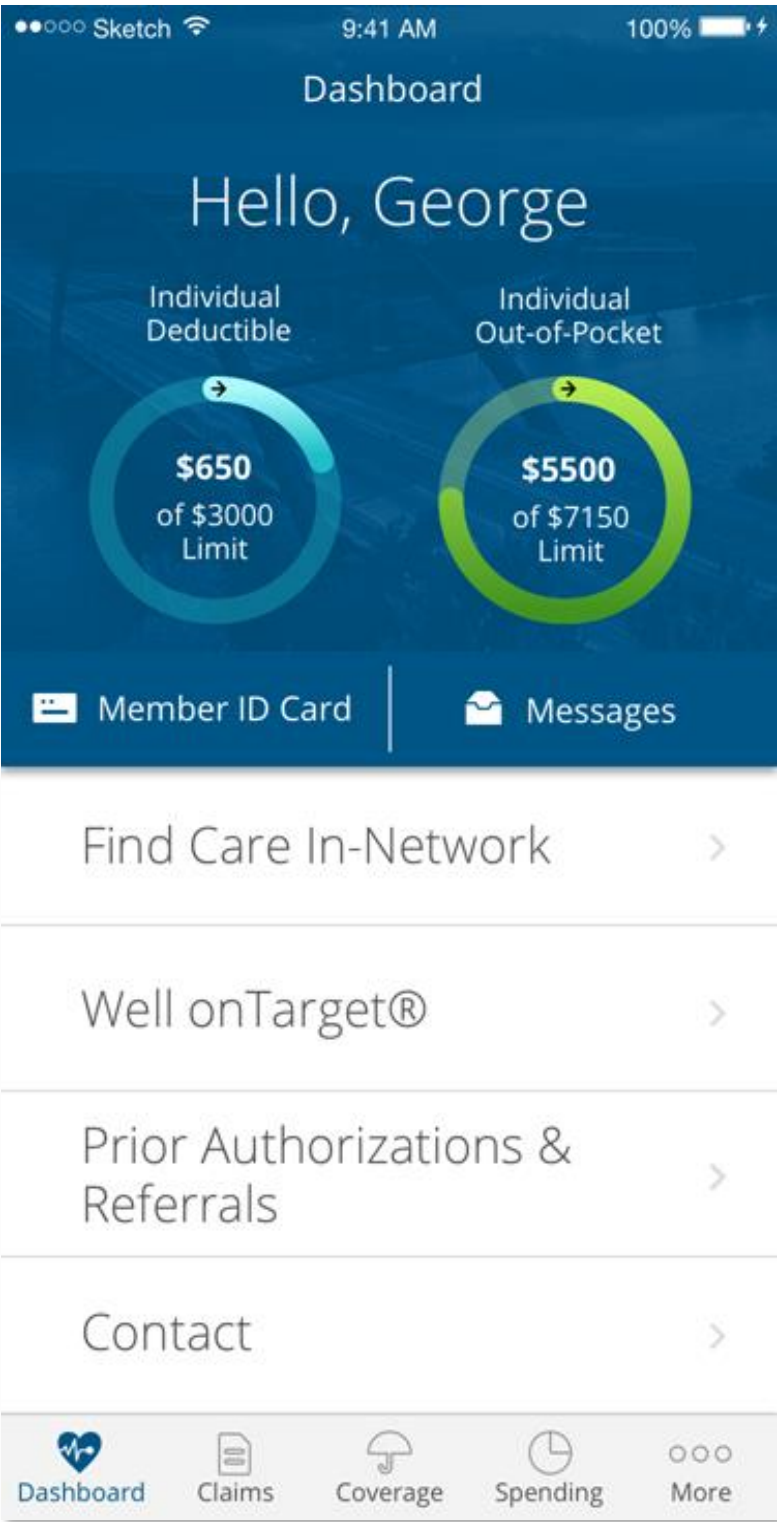 Sketch 9:41 AM 100%
Dashboard
Hello, George
Individual
Deductible
Individual
Out-of-Pocket
$650
of $3000
Limit
$5500
of $7150
Limit
Member ID Card
Messages
Find Care In-Network
Well onTarget®
Prior Authorizations &
Referrals
Contact
Dashboard Claims Coverage Spending More